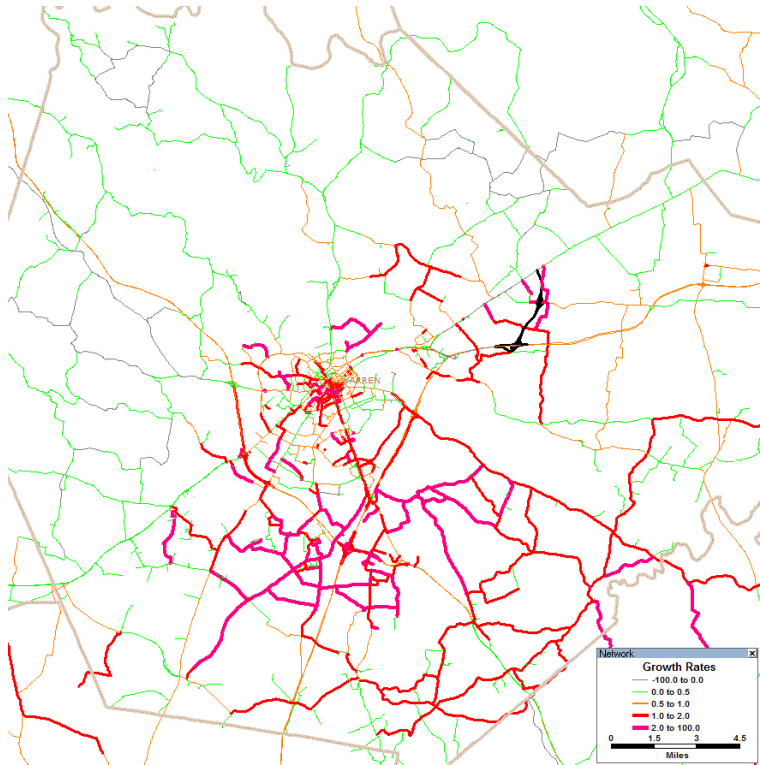 WARREN
Network
Growth Rates
-100.0 to 0.0
0.0 to 0.5
0.5 to 1.0
1.0 to 2.0
2.0 to 100.0
0 1.5 3 4.5
Miles